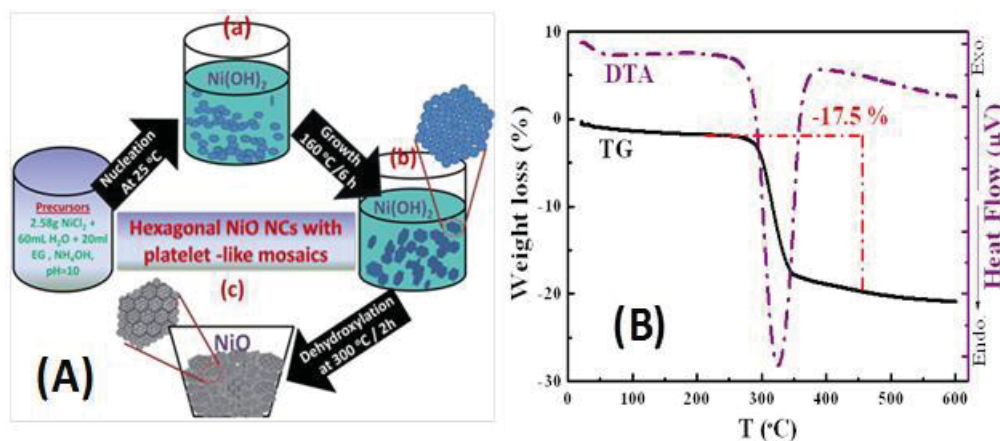 (a)
Ni(OH)₂
Nucleation
At 25 °C
Growth
160 °C/6 h
(b)
Ni(OH)₂
Precursors
2.58g NiCl₂ +
60mL H₂O + 20ml
EG , NH₄OH,
pH=10
Hexagonal NiO NCs with
platelet -like mosaics
(c)
NiO
Dehydroxylation
at 300 °C / 2h
(A)
10
0
-10
-20
-30
Weight loss (%)
DTA
TG
-17.5 %
(B)
0
100
200
300
400
500
600
T (°C)
Exo.
Heat Flow (μV)
Endo.